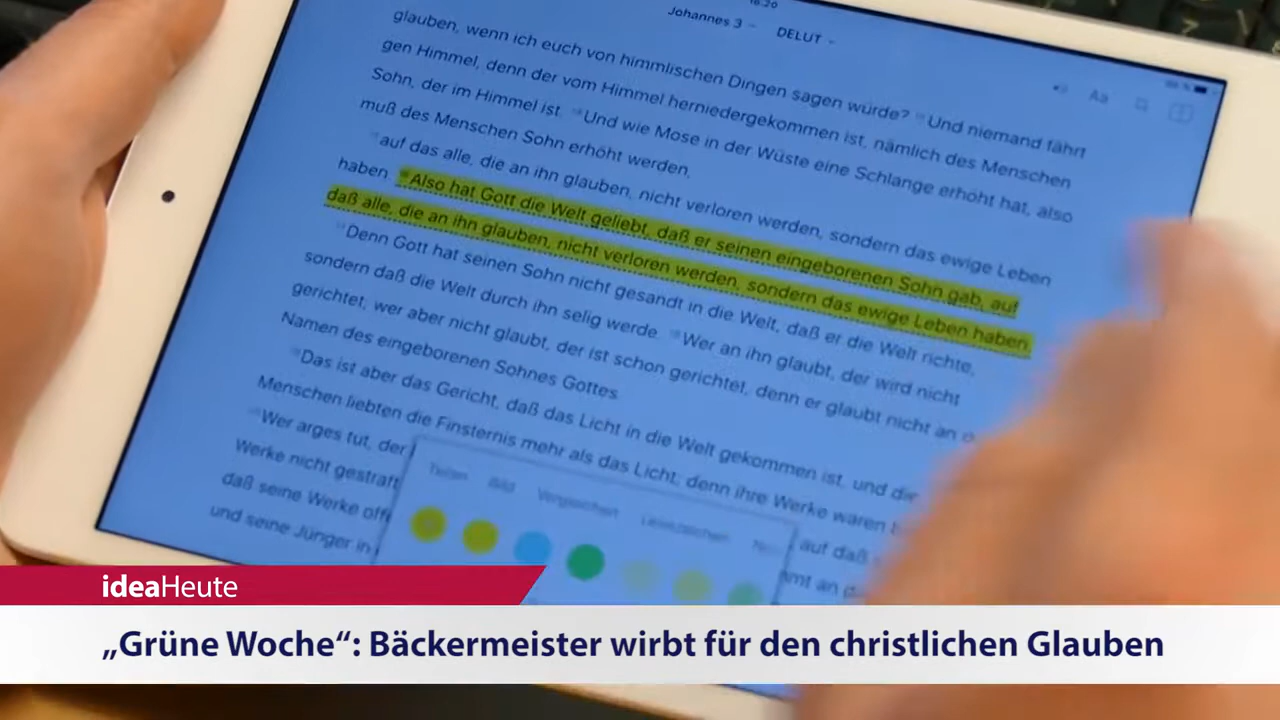 18:20
Johannes 3
DELUT
Aa
glauben, wenn ich euch von himmlischen Dingen sagen würde? Und niemand fährt
gen Himmel, denn der vom Himmel herniedergekommen ist, nämlich des Menschen
Sohn, der im Himmel ist. Und wie Mose in der Wüste eine Schlange erhöht hat, also
muß des Menschen Sohn erhöht werden,
auf das alle, die an ihn glauben, nicht verloren werden, sondern das ewige Leben
haben. Also hat Gott die Welt geliebt, daß er seinen eingeborenen Sohn gab, auf
daß alle, die an ihn glauben, nicht verloren werden, sondern das ewige Leben haben.
Denn Gott hat seinen Sohn nicht gesandt in die Welt, daß er die Welt richte,
sondern daß die Welt durch ihn selig werde. Wer an ihn glaubt, der wird nicht
gerichtet, wer aber nicht glaubt, der ist schon gerichtet, denn er glaubt nicht an
Namen des eingeborenen Sohnes Gottes.
Das ist aber das Gericht, daß das Licht in die Welt gekommen ist, und die
Menschen liebten die Finsternis mehr als das Licht; denn ihre Werke waren
Wer arges tut, der
Werke nicht gestraft auf daß
daß seine Werke an
und seine Jünger in
Teilen Bild Vergleichen Lesezeichen
ideaHeute
„Grüne Woche“: Bäckermeister wirbt für den christlichen Glauben